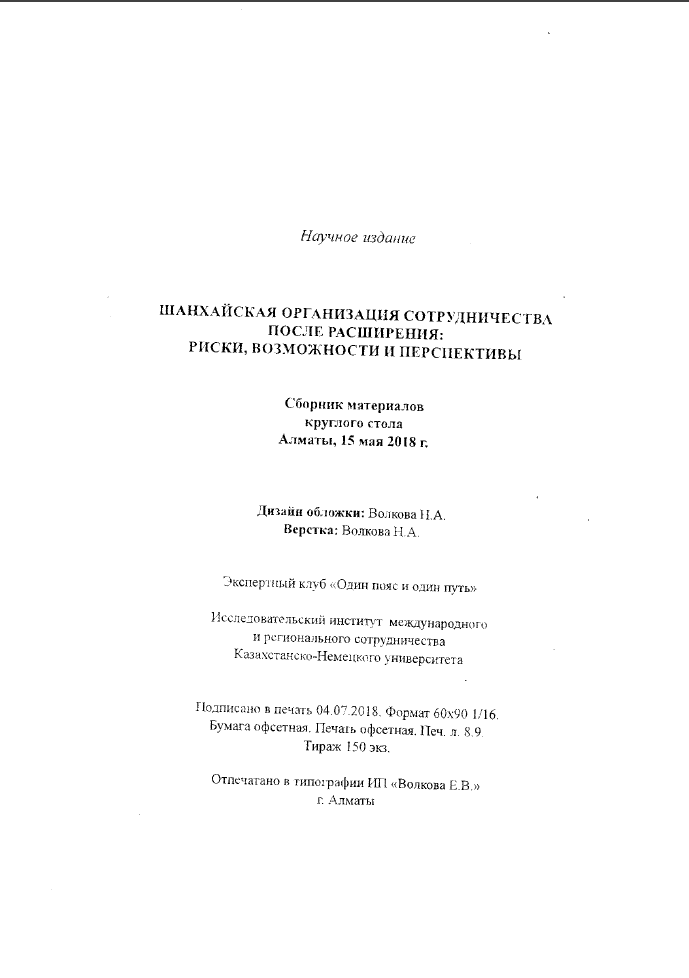 Научное издание
ШАНХАЙСКАЯ ОРГАНИЗАЦИЯ СОТРУДНИЧЕСТВА
ПОСЛЕ РАСШИРЕНИЯ:
РИСКИ, ВОЗМОЖНОСТИ И ПЕРСПЕКТИВЫ
Сборник материалов
круглого стола
Алматы, 15 мая 2018 г.
Дизайн обложки: Волкова Н.А.
Верстка: Волкова Н.А.
Экспертный клуб «Один пояс и один путь»
Исследовательский институт международного
и регионального сотрудничества
Казахстанско-Немецкого университета
Подписано в печать 04.07.2018. Формат 60х90 1/16.
Бумага офсетная. Печать офсетная. Печ. л. 8.9.
Тираж 150 экз.
Отпечатано в типографии ИП «Волкова Е.В.»
г. Алматы